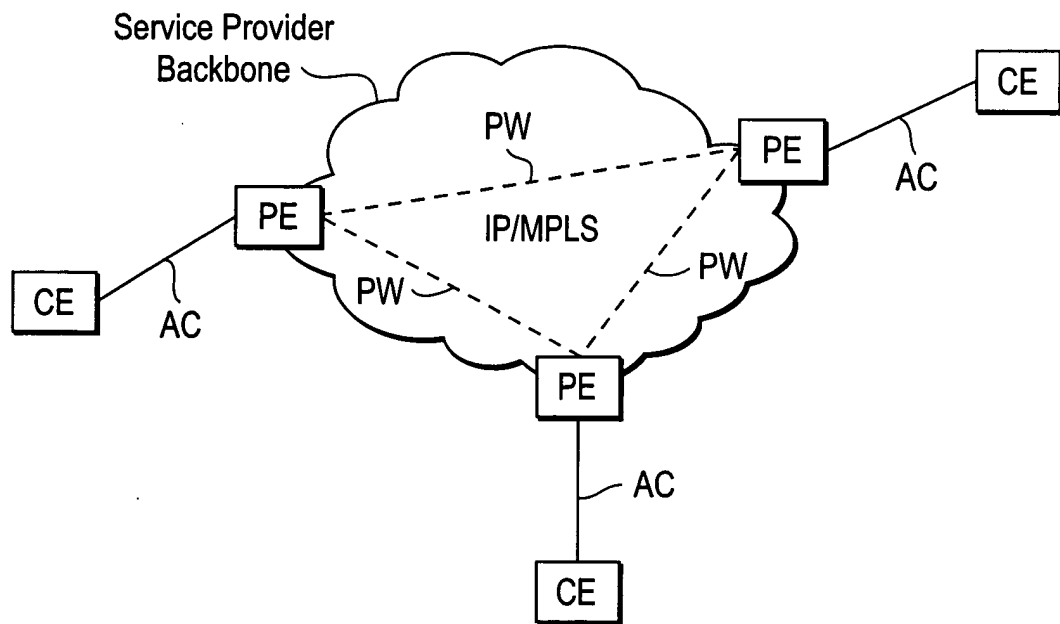 Service Provider
Backbone
CE
PW
PE
AC
PE
IP/MPLS
PW
PW
CE
AC
PE
AC
CE